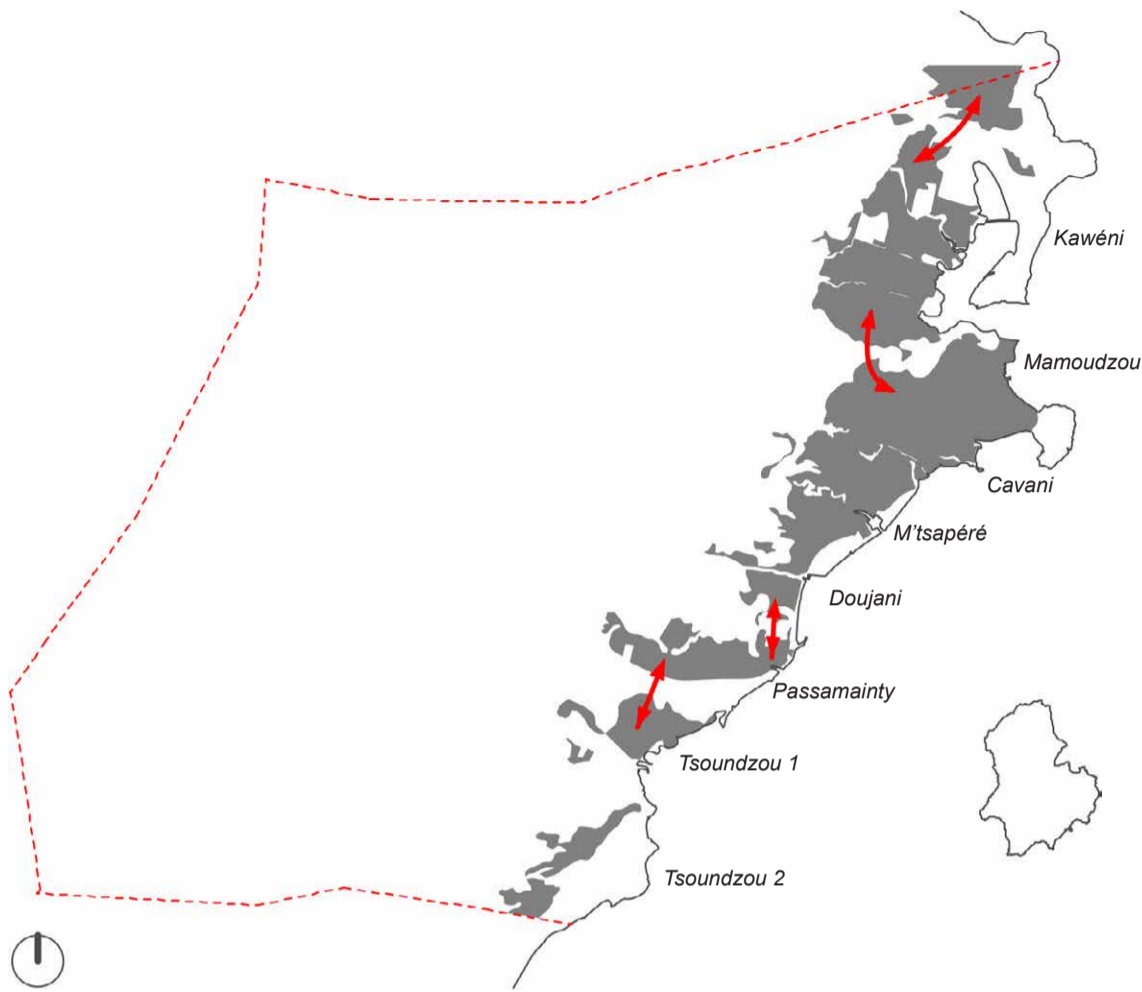 Kawéni
Mamoudzou
Cavani
M'tsapéré
Doujani
Passamainty
Tsoundzou 1
Tsoundzou 2